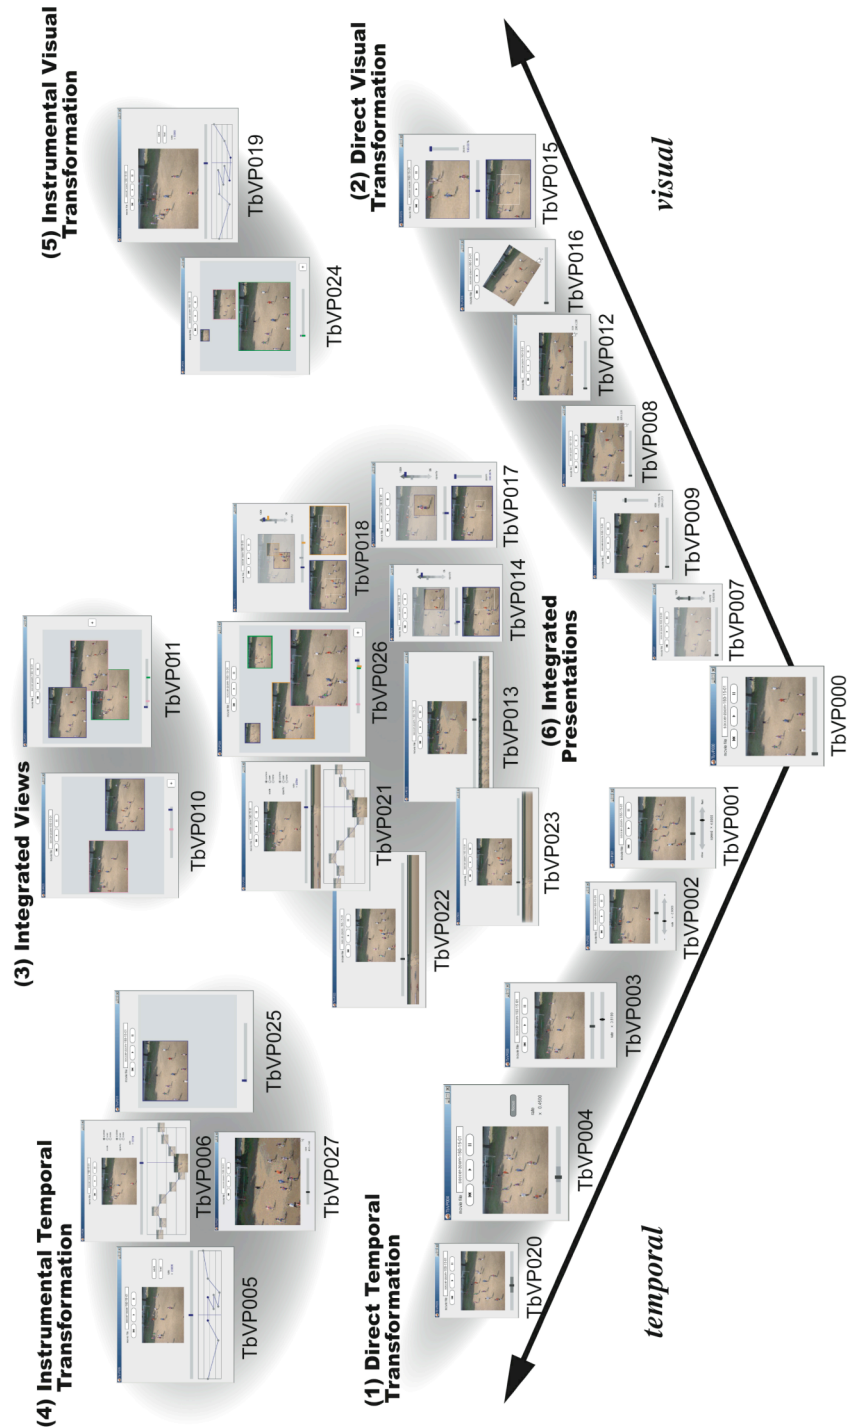 (4) Instrumental Temporal
Transformation
TbVP005
TbVP006
TbVP027
TbVP025
(3) Integrated Views
TbVP010
TbVP011
(5) Instrumental Visual
Transformation
TbVP019
TbVP024
(1) Direct Temporal
Transformation
TbVP020
TbVP004
TbVP003
TbVP002
TbVP001
TbVP022
TbVP021
TbVP026
TbVP018
TbVP023
TbVP013
TbVP014
TbVP017
(6) Integrated
Presentations
(2) Direct Visual
Transformation
TbVP015
TbVP016
TbVP012
TbVP008
TbVP009
TbVP007
TbVP000
temporal
visual